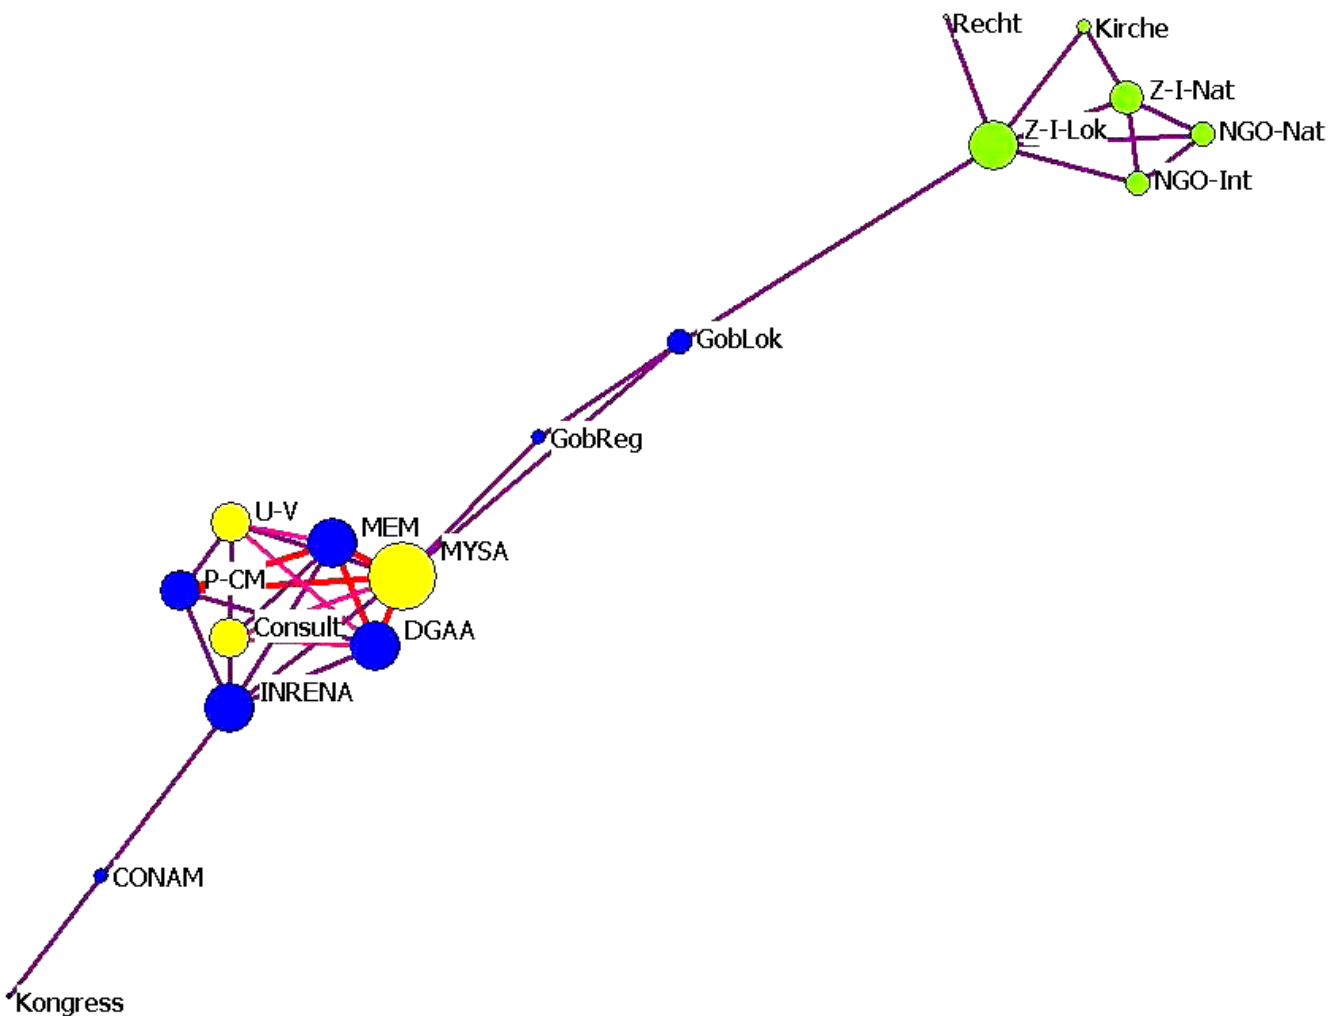 Recht
Kirche
Z-I-Nat
Z-I-Lok
NGO-Nat
NGO-Int
GobLok
GobReg
U-V
MEM
MYSA
P-CM
Consult
DGAA
INRENA
CONAM
Kongress